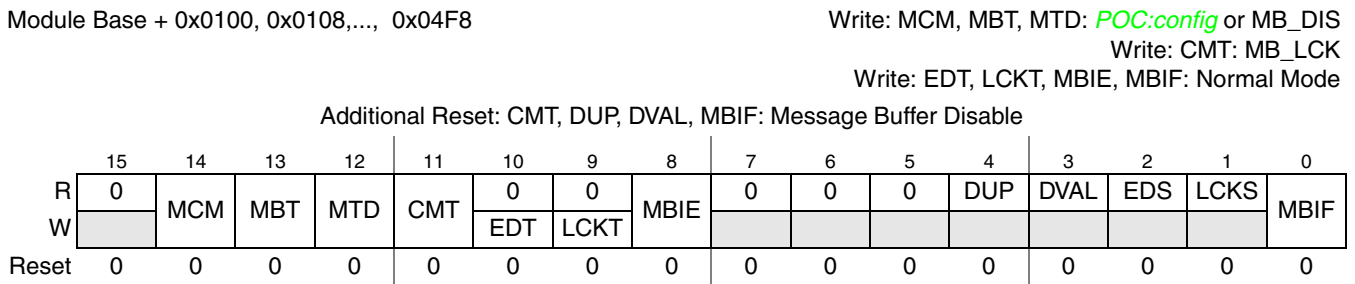 Module Base + 0x0100, 0x0108,..., 0x04F8 Write: MCM, MBT, MTD: POC:config or MB_DIS
Write: CMT: MB_LCK
Write: EDT, LCKT, MBIE, MBIF: Normal Mode
Additional Reset: CMT, DUP, DVAL, MBIF: Message Buffer Disable
15 14 13 12 11 10 9 8 7 6 5 4 3 2 1 0
R 0 MCM MBT MTD CMT 0 0 MBIE 0 0 0 DUP DVAL EDS LCKS MBIF
W EDT LCKT
Reset 0 0 0 0 0 0 0 0 0 0 0 0 0 0 0 0